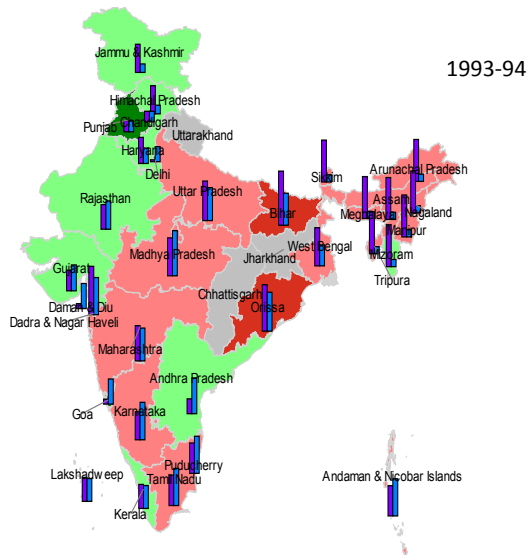 Jammu & Kashmir
1993-94
Himachal Pradesh
Chandigarh
Punjab
Uttarakhand
Haryana
Delhi
Sikkim
Arunachal Pradesh
Rajasthan
Uttar Pradesh
Bihar
Assam
Nagaland
Meghalaya
Manipur
West Bengal
Jharkhand
Madhya Pradesh
Mizoram
Tripura
Gujarat
Chhattisgarh
Daman & Diu
Orissa
Dadra & Nagar Haveli
Maharashtra
Andhra Pradesh
Goa
Karnataka
Puducherry
Lakshadweep
Tamil Nadu
Andaman & Nicobar Islands
Kerala